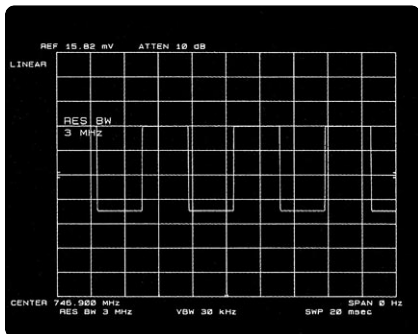 REF 15.82 mV ATTEN 10 dB
LINEAR
RES BW
3 MHz
CENTER 746.900 MHz SPAN 0 Hz
RES BW 3 MHz VBW 30 kHz SWP 20 msec